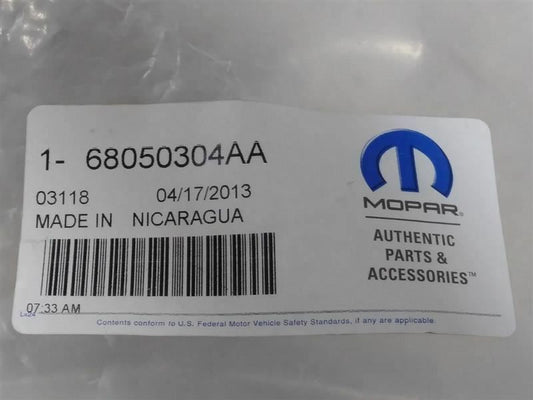 1- 68050304AA
03118 04/17/2013
MADE IN NICARAGUA
07:33 AM
MOPAR®
AUTHENTIC
PARTS &
ACCESSORIES™
Contents conform to U.S. Federal Motor Vehicle Safety Standards, if any are applicable.